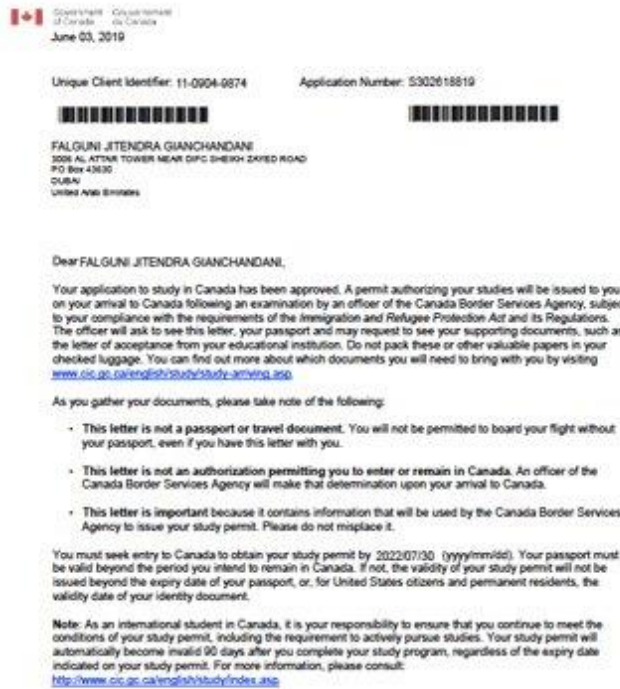 Government Gouvernement
of Canada du Canada
June 03, 2019
Unique Client Identifier: 11-0904-9874 Application Number: S302618819
FALGUNI JITENDRA GIANCHANDANI
3006 AL ATTAR TOWER NEAR DIFC SHEIKH ZAYED ROAD
PO Box 43630
DUBAI
United Arab Emirates
Dear FALGUNI JITENDRA GIANCHANDANI,
Your application to study in Canada has been approved. A permit authorizing your studies will be issued to you
on your arrival to Canada following an examination by an officer of the Canada Border Services Agency, subjec
to your compliance with the requirements of the Immigration and Refugee Protection Act and its Regulations.
The officer will ask to see this letter, your passport and may request to see your supporting documents, such as
the letter of acceptance from your educational institution. Do not pack these or other valuable papers in your
checked luggage. You can find out more about which documents you will need to bring with you by visiting
www.cic.gc.ca/english/study/study-arriving.asp.
As you gather your documents, please take note of the following:
• This letter is not a passport or travel document. You will not be permitted to board your flight without
your passport, even if you have this letter with you.
• This letter is not an authorization permitting you to enter or remain in Canada. An officer of the
Canada Border Services Agency will make that determination upon your arrival to Canada.
• This letter is important because it contains information that will be used by the Canada Border Services
Agency to issue your study permit. Please do not misplace it.
You must seek entry to Canada to obtain your study permit by 2022/07/30 (yyyy/mm/dd). Your passport must
be valid beyond the period you intend to remain in Canada. If not, the validity of your study permit will not be
issued beyond the expiry date of your passport, or, for United States citizens and permanent residents, the
validity date of your identity document.
Note: As an international student in Canada, it is your responsibility to ensure that you continue to meet the
conditions of your study permit, including the requirement to actively pursue studies. Your study permit will
automatically become invalid 90 days after you complete your study program, regardless of the expiry date
indicated on your study permit. For more information, please consult:
http://www.cic.gc.ca/english/study/index.asp